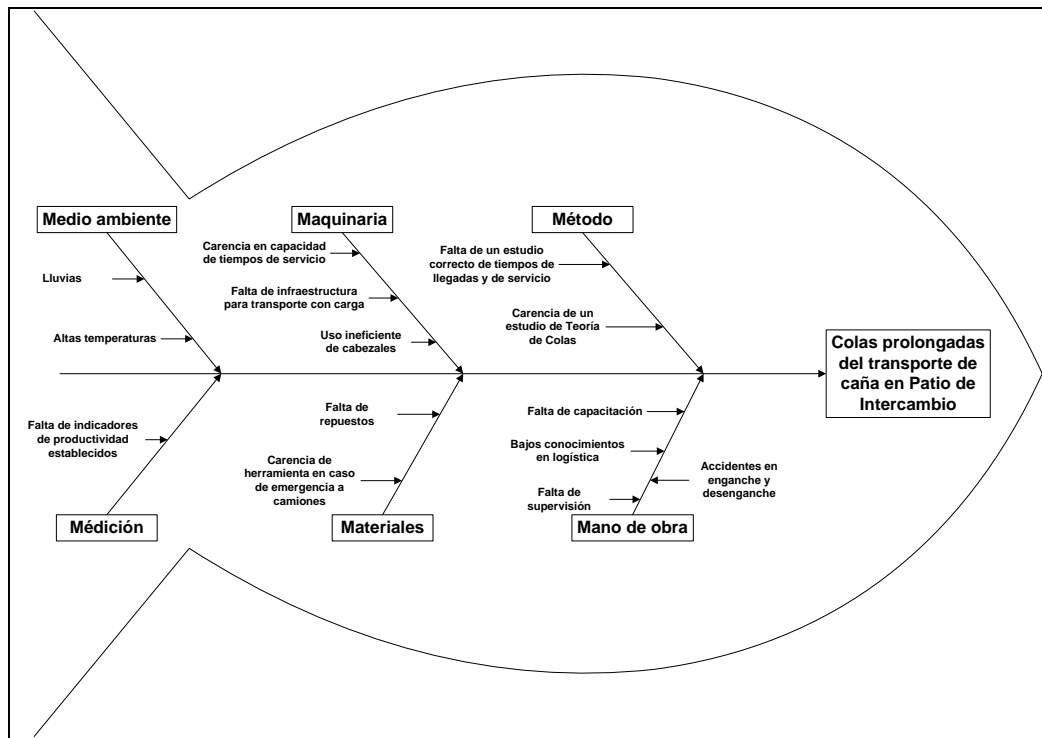 Medio ambiente
Maquinaria
Método
Carencia en capacidad
de tiempos de servicio
Falta de un estudio
correcto de tiempos de
llegadas y de servicio
Lluvias
Falta de infraestructura
para transporte con carga
Carencia de un
estudio de Teoría
de Colas
Altas temperaturas
Uso ineficiente
de cabezales
Colas prolongadas
del transporte de
caña en Patio de
Intercambio
Falta de indicadores
de productividad
establecidos
Falta de
repuestos
Carencia de
herramienta en caso
de emergencia a
camiones
Falta de capacitación
Bajos conocimientos
en logística
Accidentes en
enganche y
desenganche
Falta de
supervisión
Médición
Materiales
Mano de obra